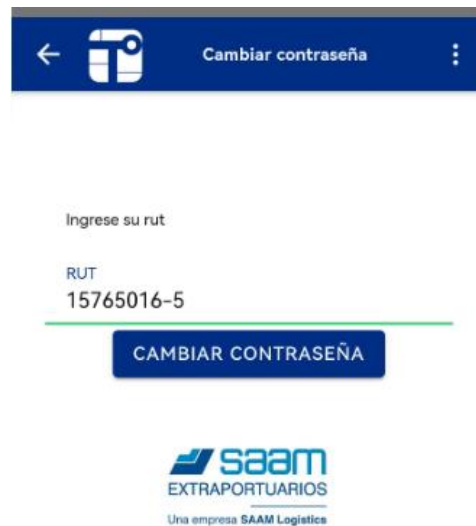 Cambiar contraseña
Ingrese su rut
RUT
15765016-5
CAMBIAR CONTRASEÑA
saam
EXTRAPORTUARIOS
Una empresa SAAM Logistics